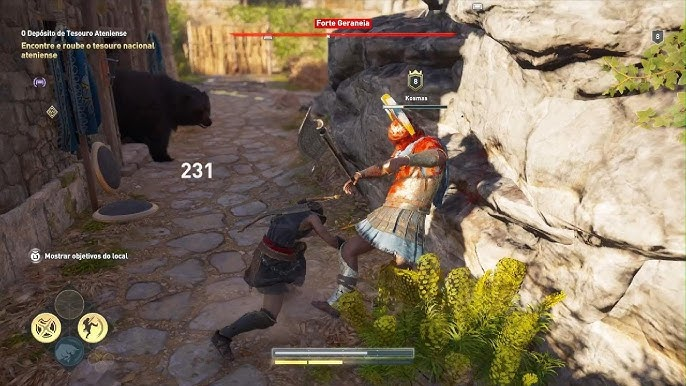 Forte Geraneia
O Depósito de Tesouro Ateniense
Encontre e roube o tesouro nacional
ateniense
8
8
Kosmas
231
Mostrar objetivos do local